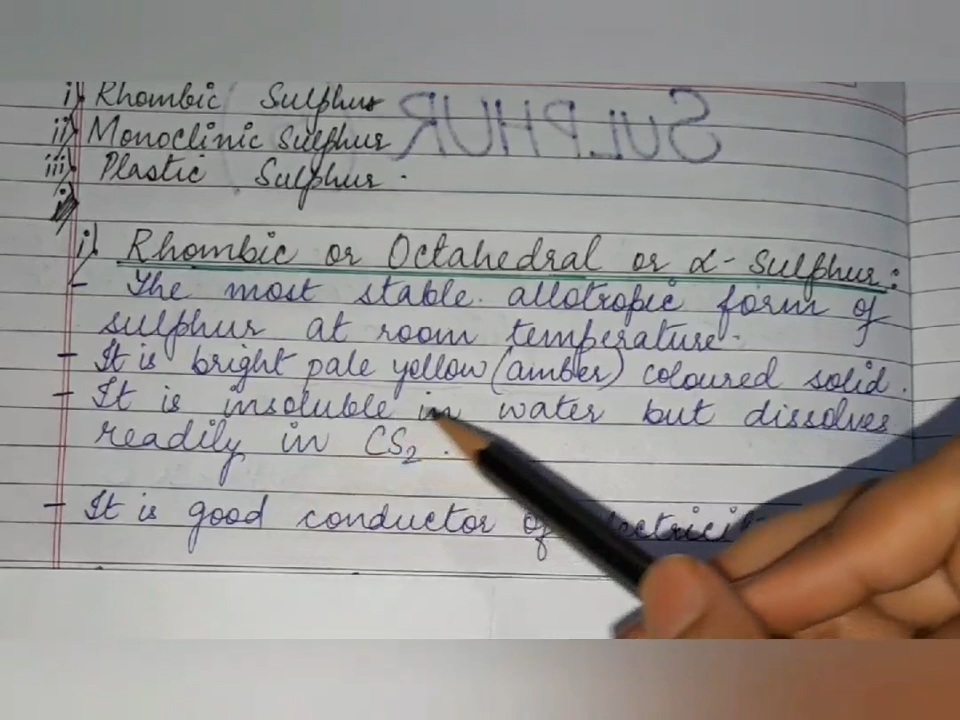 i) Rhombic Sulphur
ii) Monoclinic Sulphur
iii) Plastic Sulphur.
SULPHUR
i) Rhombic or Octahedral or α- Sulphur:
- The most stable allotropic form of
sulphur at room temperature.
- It is bright pale yellow (amber) coloured solid.
- It is insoluble in water but dissolves
readily in CS2.
- It is good conductor of